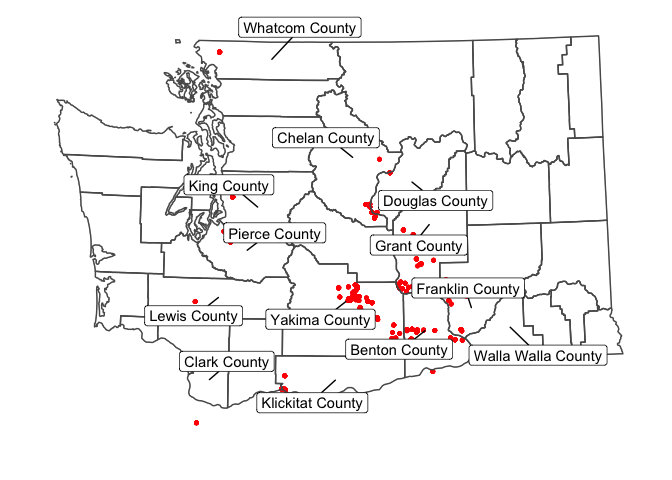 Whatcom County
Chelan County
King County
Douglas County
Pierce County
Grant County
Franklin County
Lewis County
Yakima County
Benton County
Walla Walla County
Clark County
Klickitat County